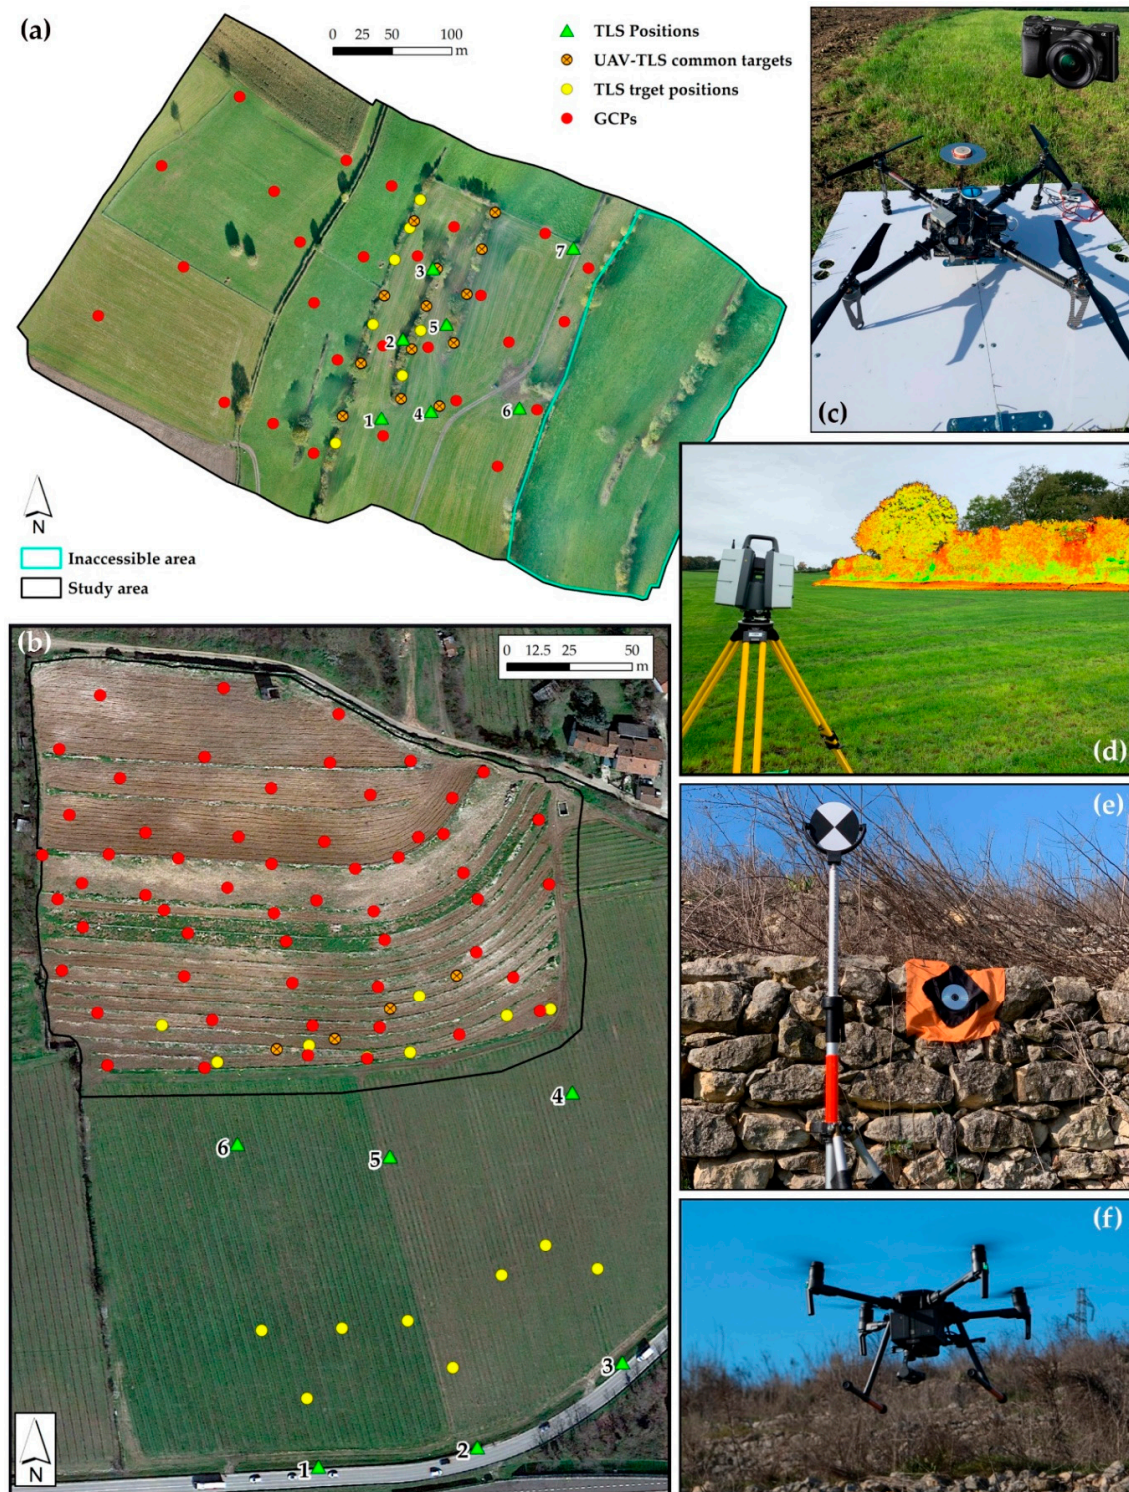 (a)
0 25 50 100
m
TLS Positions
UAV-TLS common targets
TLS trget positions
GCPs
7
3
5
2
1
4
6
N
Inaccessible area
Study area
(c)
(d)
(b)
0 12.5 25 50
m
4
6
5
3
2
1
N
(e)
(f)